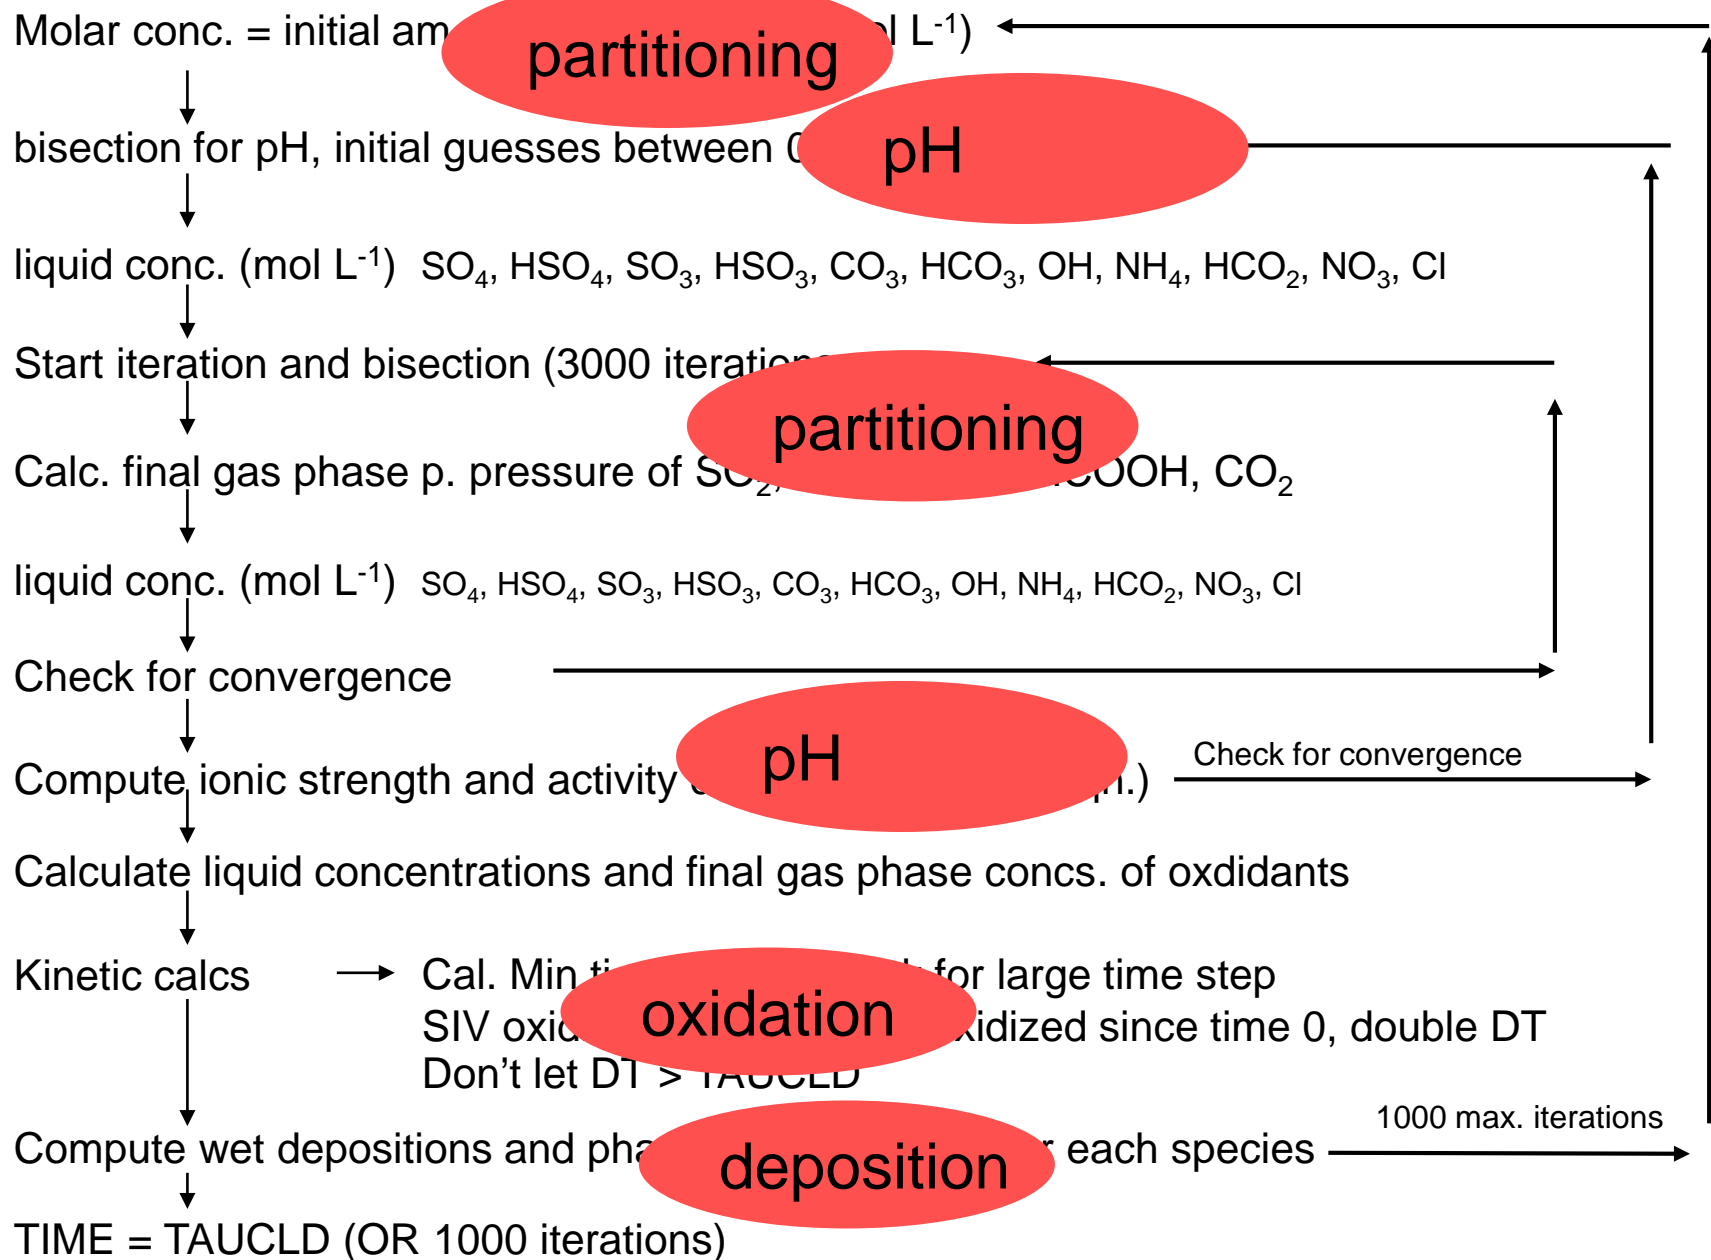 Molar conc. = initial am partitioning L⁻¹)
bisection for pH, initial guesses between 0 pH
liquid conc. (mol L⁻¹) SO₄, HSO₄, SO₃, HSO₃, CO₃, HCO₃, OH, NH₄, HCO₂, NO₃, Cl
Start iteration and bisection (3000
partitioning
Calc. final gas phase p. pressure of SO₂, COOH, CO₂
liquid conc. (mol L⁻¹) SO₄, HSO₄, SO₃, HSO₃, CO₃, HCO₃, OH, NH₄, HCO₂, NO₃, Cl
Check for convergence
pH
Check for convergence
Compute ionic strength and activity
Calculate liquid concentrations and final gas phase concs. of oxdidants
Kinetic calcs
Cal. Min for large time step
oxidation
SIV oxid xidized since time 0, double DT
Don't let DT > TAUCLD
1000 max. iterations
Compute wet depositions and pha deposition each species
TIME = TAUCLD (OR 1000 iterations)